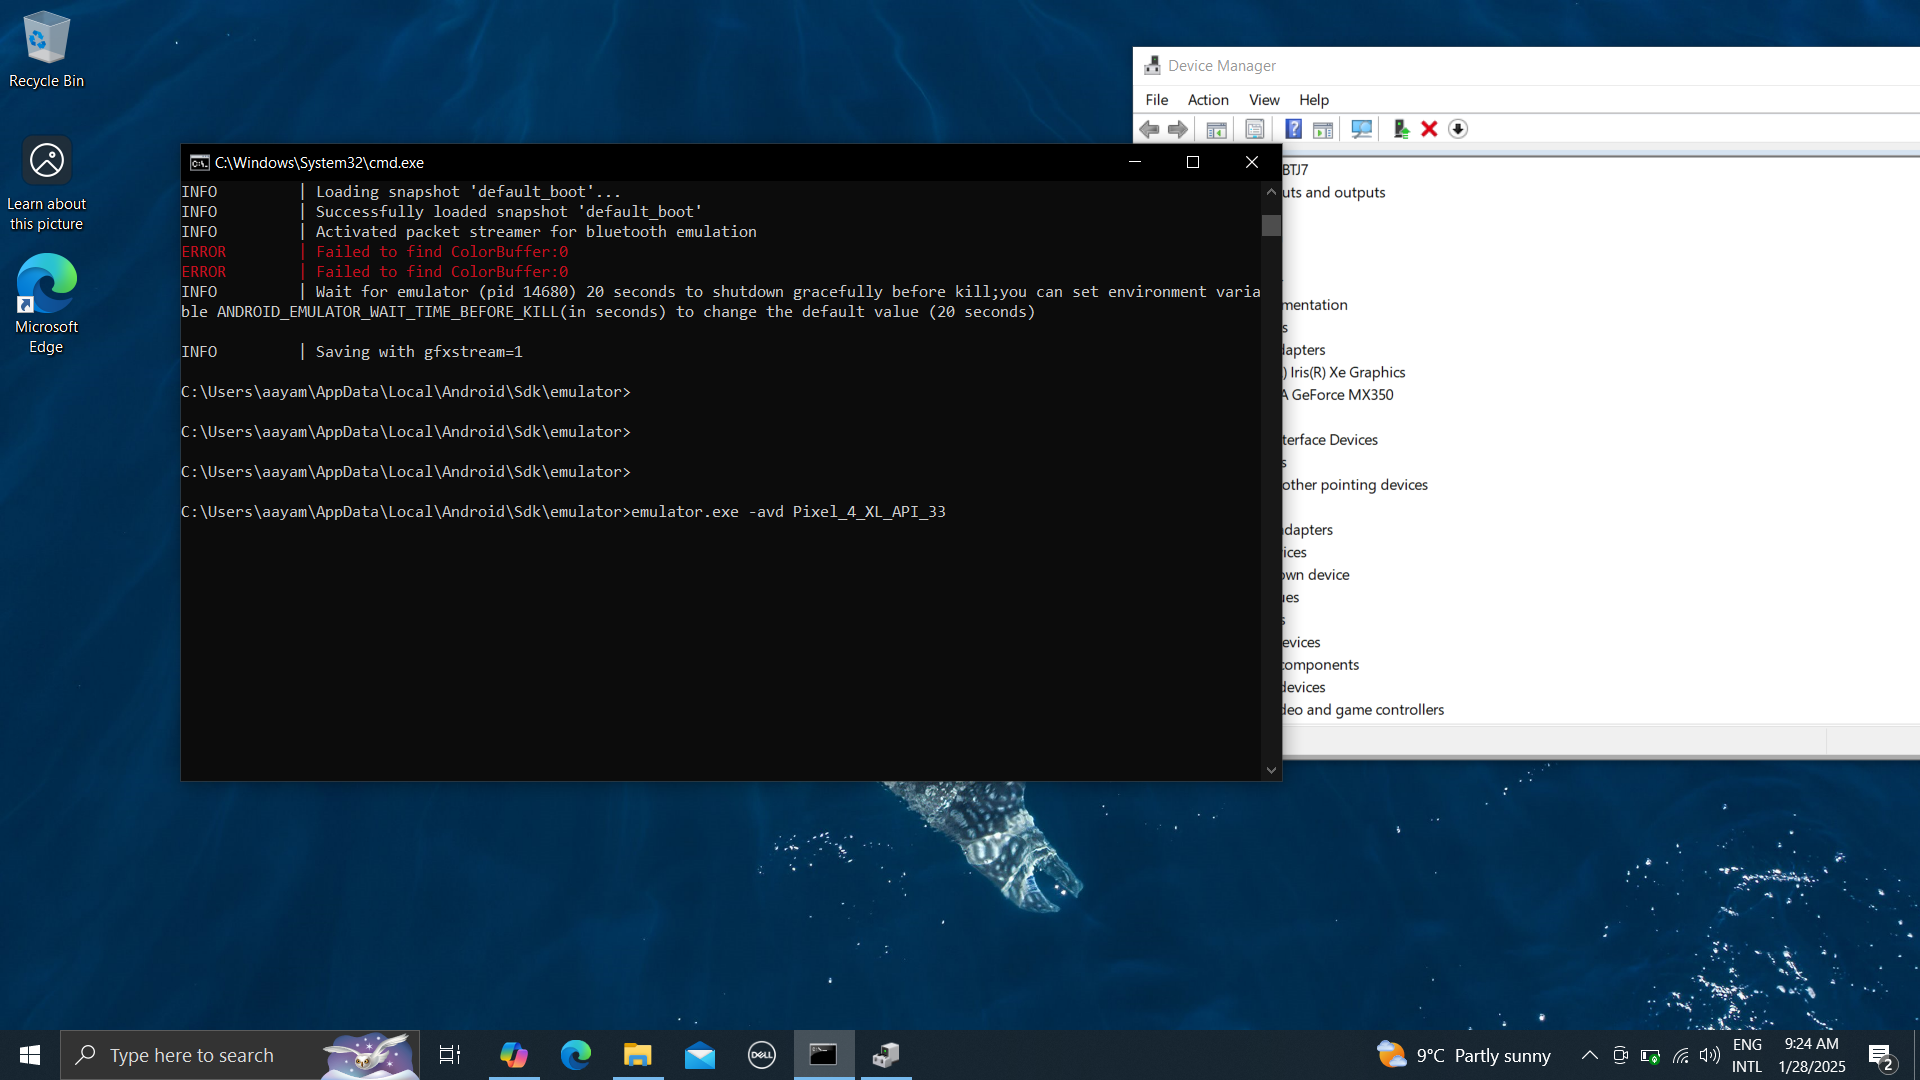 Recycle Bin
Learn about
this picture
Microsoft
Edge
C:\Windows\System32\cmd.exe
INFO | Loading snapshot 'default_boot'...
INFO | Successfully loaded snapshot 'default_boot'
INFO | Activated packet streamer for bluetooth emulation
ERROR | Failed to find ColorBuffer:0
ERROR | Failed to find ColorBuffer:0
INFO | Wait for emulator (pid 14680) 20 seconds to shutdown gracefully before kill;you can set environment varia
ble ANDROID_EMULATOR_WAIT_TIME_BEFORE_KILL(in seconds) to change the default value (20 seconds)
INFO | Saving with gfxstream=1
C:\Users\aayam\AppData\Local\Android\Sdk\emulator>
C:\Users\aayam\AppData\Local\Android\Sdk\emulator>
C:\Users\aayam\AppData\Local\Android\Sdk\emulator>
C:\Users\aayam\AppData\Local\Android\Sdk\emulator>emulator.exe -avd Pixel_4_XL_API_33
Device Manager
File Action View Help
BTJ7
uts and outputs
mentation
s
dapters
) Iris(R) Xe Graphics
A GeForce MX350
terface Devices
s
other pointing devices
dapters
ices
own device
ues
s
evices
components
devices
deo and game controllers
Type here to search
DELL
9°C Partly sunny
ENG
INTL
9:24 AM
1/28/2025
2